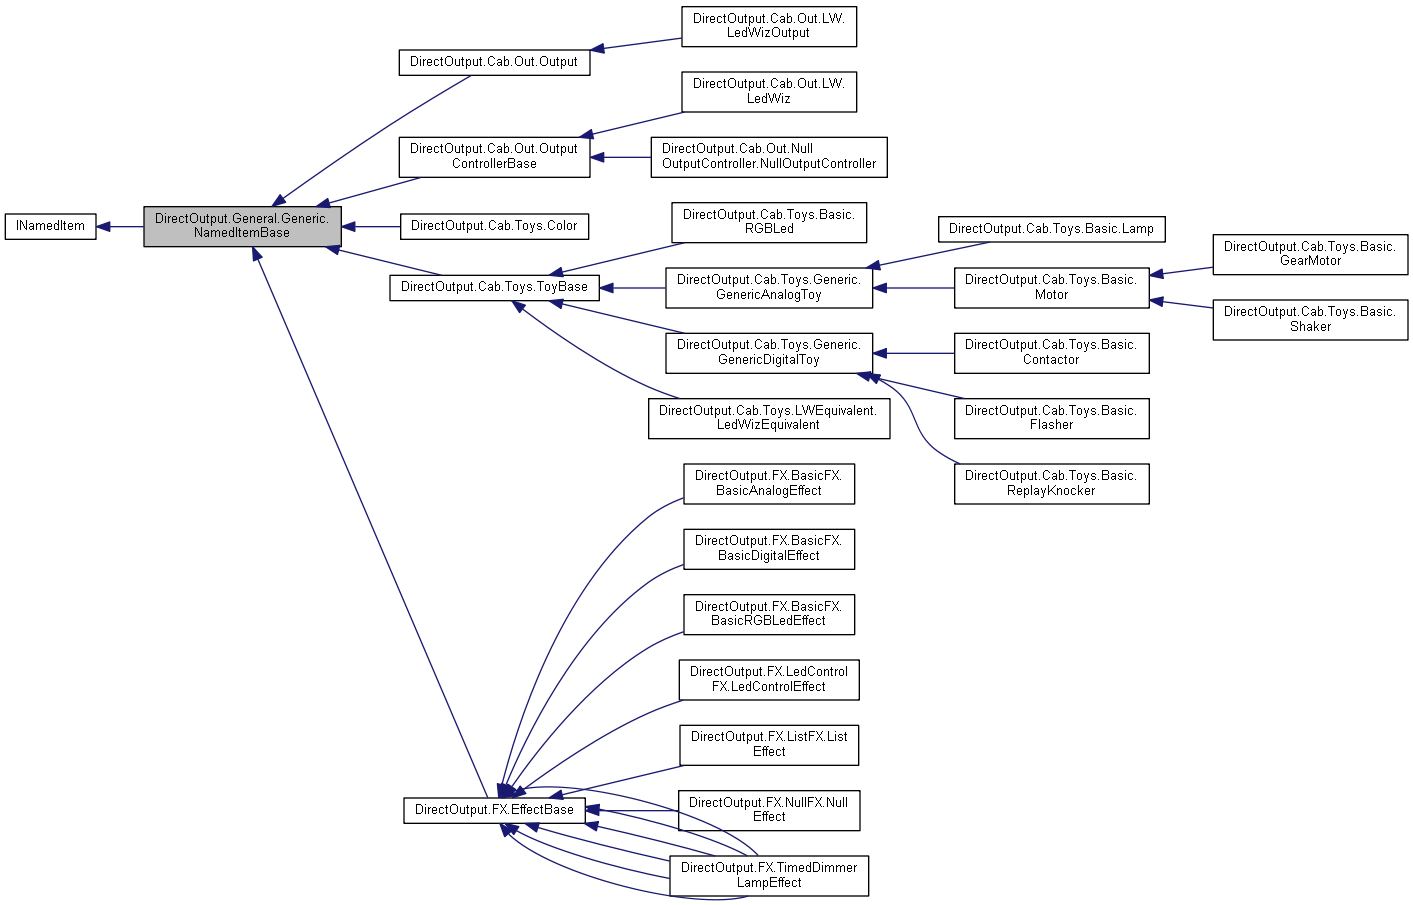 DirectOutput.Cab.Out.LW.
LedWizOutput
DirectOutput.Cab.Out.Output
DirectOutput.Cab.Out.LW.
LedWiz
DirectOutput.Cab.Out.Output
ControllerBase
DirectOutput.Cab.Out.Null
OutputController.NullOutputController
INamedItem
DirectOutput.General.Generic.
NamedItemBase
DirectOutput.Cab.Toys.Color
DirectOutput.Cab.Toys.Basic.
RGBLed
DirectOutput.Cab.Toys.Basic.Lamp
DirectOutput.Cab.Toys.Basic.
GearMotor
DirectOutput.Cab.Toys.ToyBase
DirectOutput.Cab.Toys.Generic.
GenericAnalogToy
DirectOutput.Cab.Toys.Basic.
Motor
DirectOutput.Cab.Toys.Basic.
Shaker
DirectOutput.Cab.Toys.Generic.
GenericDigitalToy
DirectOutput.Cab.Toys.Basic.
Contactor
DirectOutput.Cab.Toys.LWEquivalent.
LedWizEquivalent
DirectOutput.Cab.Toys.Basic.
Flasher
DirectOutput.Cab.Toys.Basic.
ReplayKnocker
DirectOutput.FX.BasicFX.
BasicAnalogEffect
DirectOutput.FX.BasicFX.
BasicDigitalEffect
DirectOutput.FX.BasicFX.
BasicRGBLedEffect
DirectOutput.FX.LedControl
FX.LedControlEffect
DirectOutput.FX.ListFX.List
Effect
DirectOutput.FX.EffectBase
DirectOutput.FX.NullFX.Null
Effect
DirectOutput.FX.TimedDimmer
LampEffect